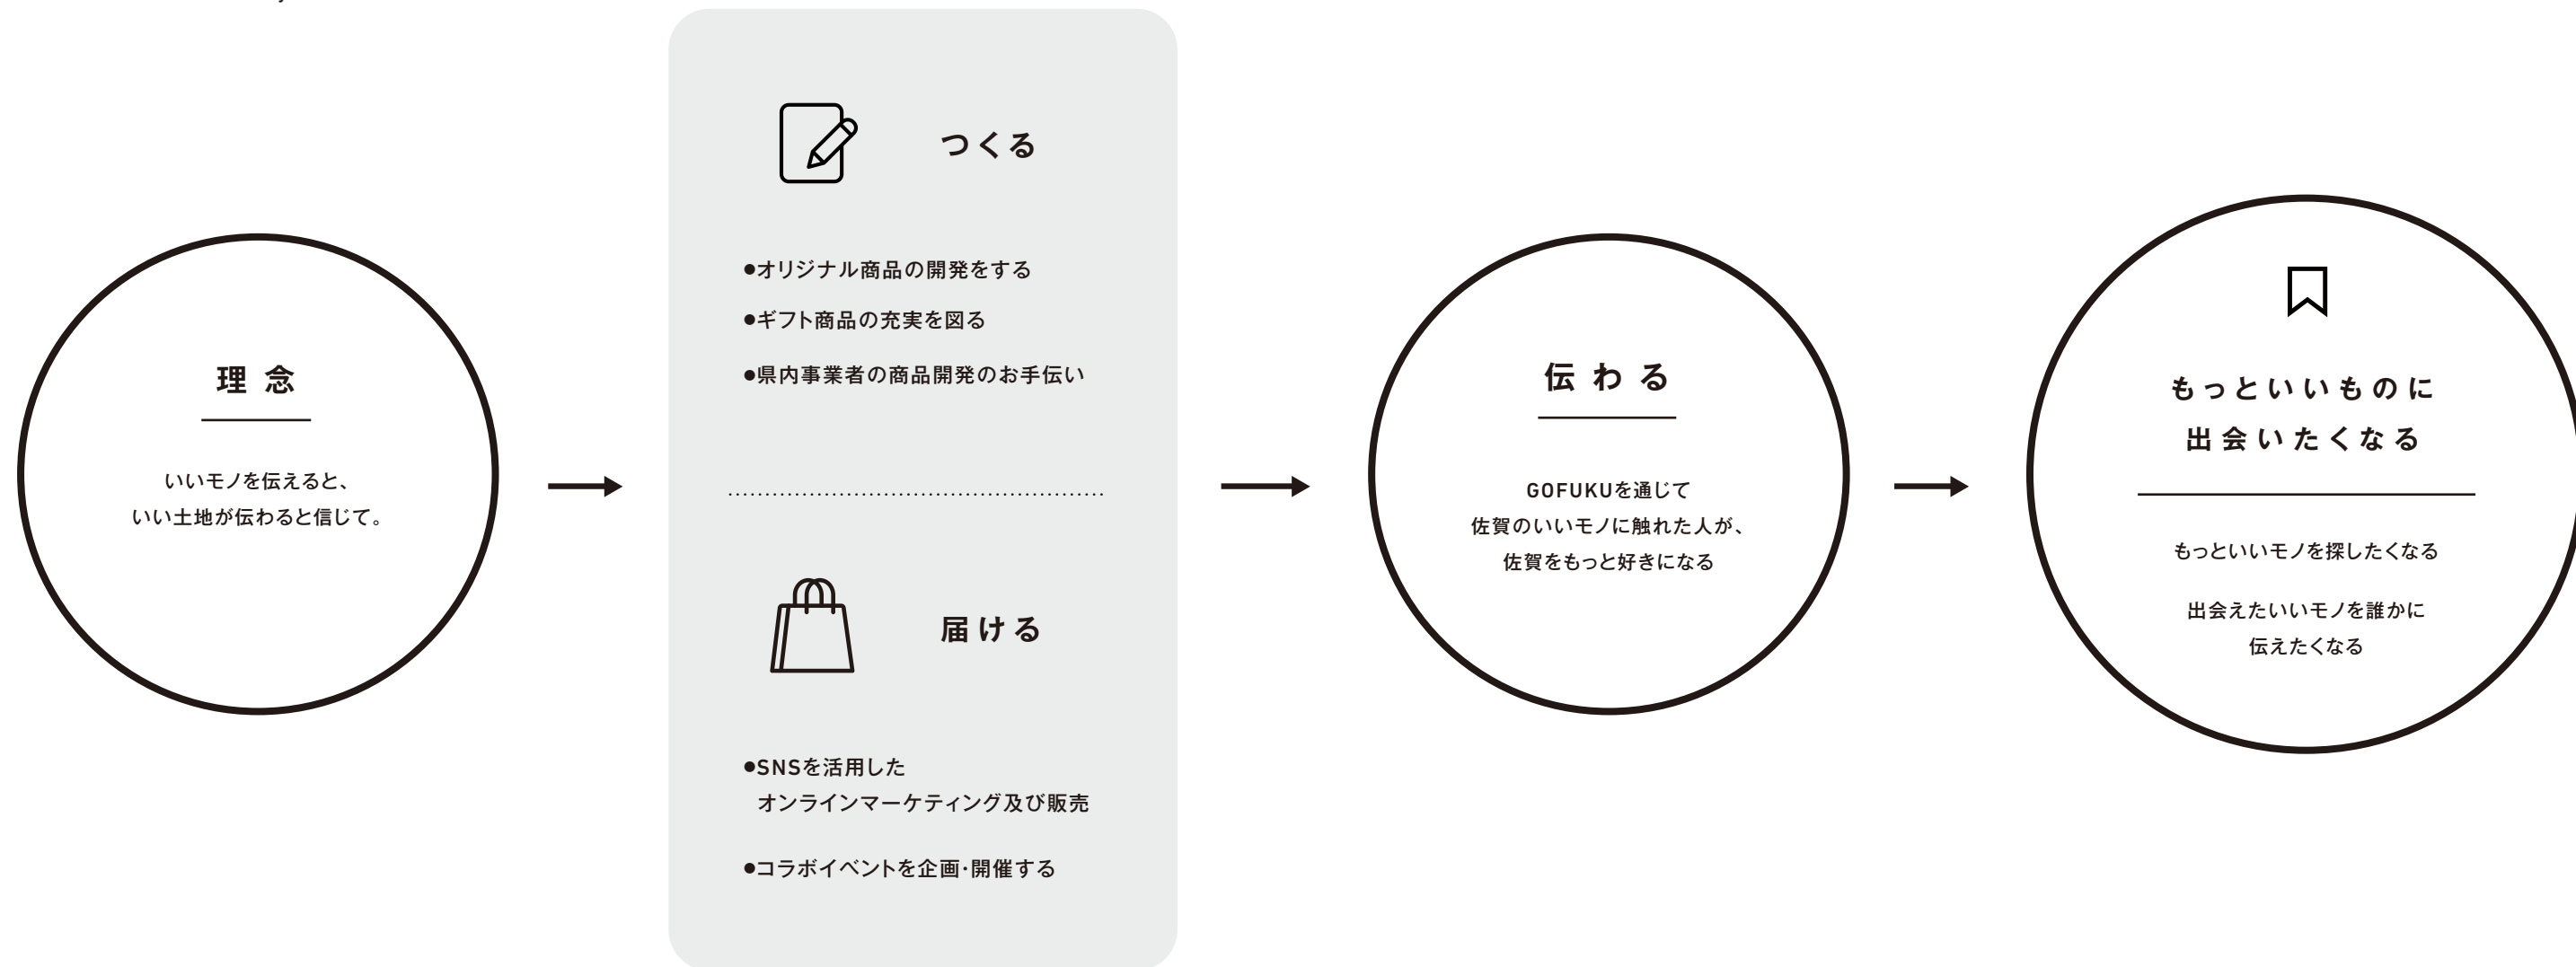 理念
いいモノを伝えると、
いい土地が伝わると信じて。
つくる
●オリジナル商品の開発をする
●ギフト商品の充実を図る
●県内事業者の商品開発のお手伝い
届ける
●SNSを活用した
オンラインマーケティング及び販売
●コラボイベントを企画・開催する
伝わる
GOFUKUを通じて
佐賀のいいモノに触れた人が、
佐賀をもっと好きになる
もっといいものに
出会いたくなる
もっといいモノを探したくなる
出会えたいいモノを誰かに
伝えたくなる